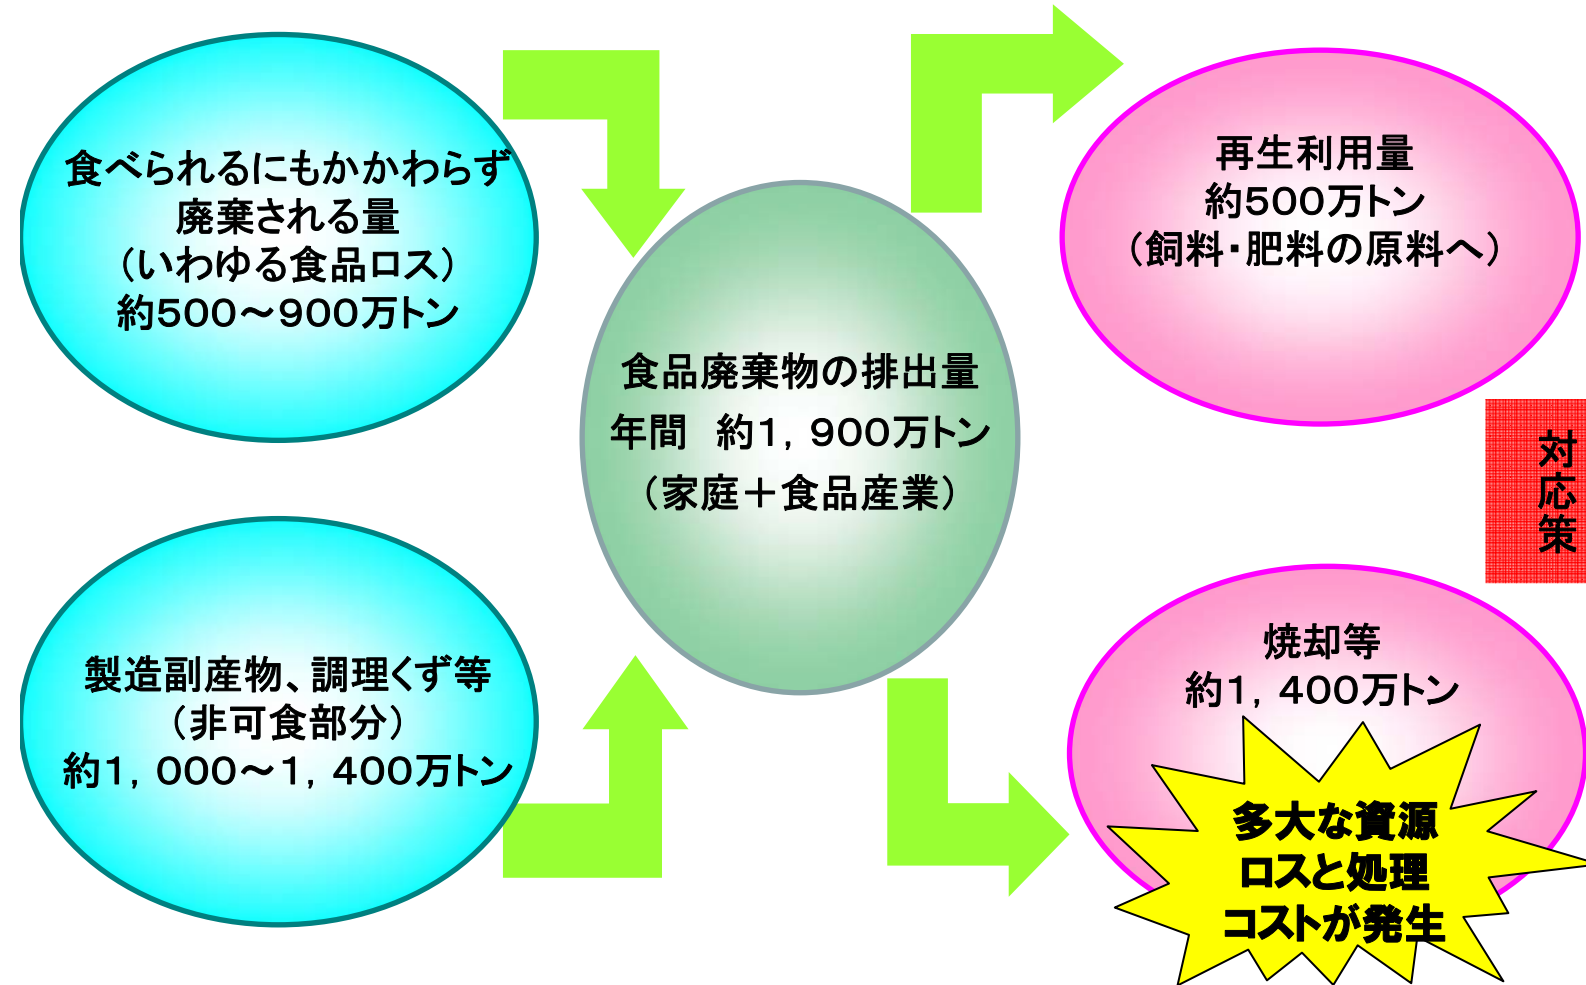 食べられるにもかかわらず
廃棄される量
（いわゆる食品ロス）
約500～900万トン
製造副産物、調理くず等
（非可食部分）
約1，000～1，400万トン
食品廃棄物の排出量
年間　約1，900万トン
（家庭＋食品産業）
再生利用量
約500万トン
（飼料・肥料の原料へ）
対応策
焼却等
約1，400万トン
多大な資源
ロスと処理
コストが発生